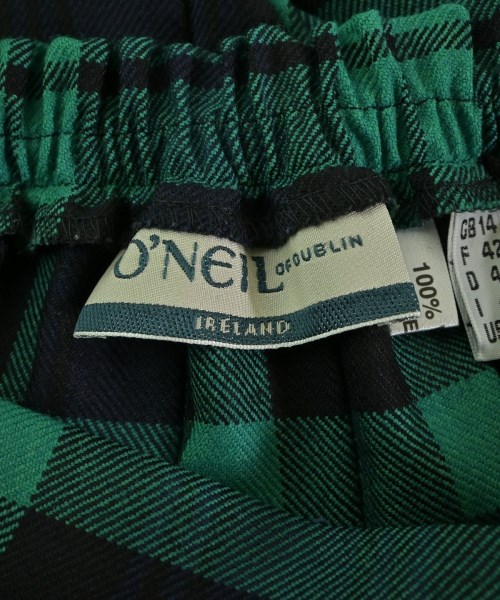 O'NEIL OF DUBLIN
IRELAND
100%
GB 14
F 42
D
I